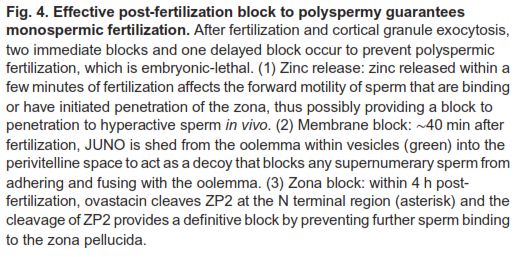 Fig. 4. Effective post-fertilization block to polyspermy guarantees
monospermic fertilization. After fertilization and cortical granule exocytosis,
two immediate blocks and one delayed block occur to prevent polyspermic
fertilization, which is embryonic-lethal. (1) Zinc release: zinc released within a
few minutes of fertilization affects the forward motility of sperm that are binding
or have initiated penetration of the zona, thus possibly providing a block to
penetration to hyperactive sperm in vivo. (2) Membrane block: ~40 min after
fertilization, JUNO is shed from the oolemma within vesicles (green) into the
perivitelline space to act as a decoy that blocks any supernumerary sperm from
adhering and fusing with the oolemma. (3) Zona block: within 4 h post-
fertilization, ovastacin cleaves ZP2 at the N terminal region (asterisk) and the
cleavage of ZP2 provides a definitive block by preventing further sperm binding
to the zona pellucida.